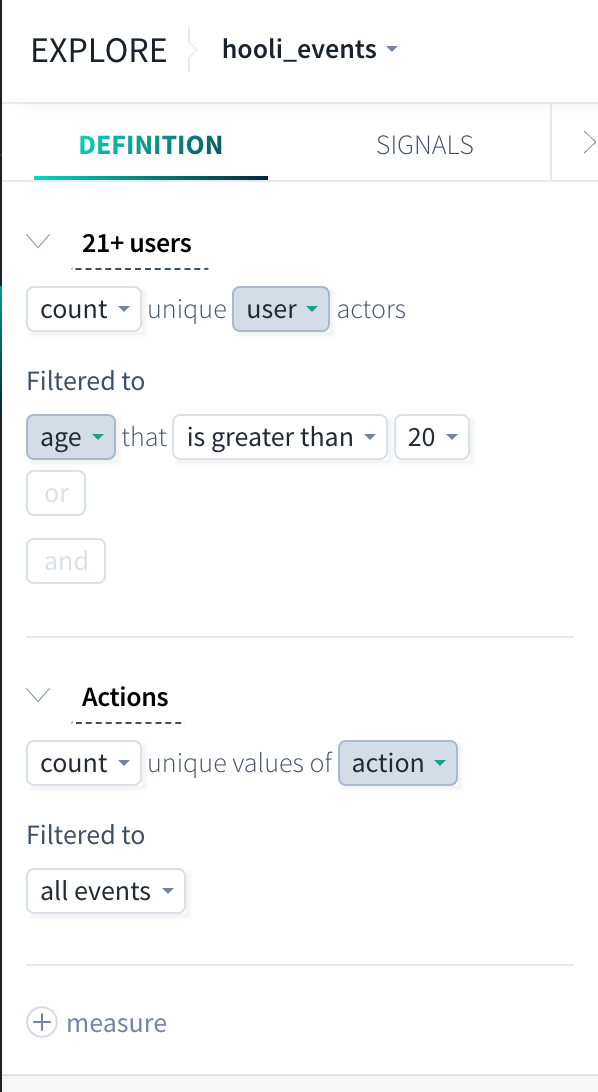 EXPLORE hooli_events
DEFINITION SIGNALS
21+ users
count unique user actors
Filtered to
age that is greater than 20
or
and
Actions
count unique values of action
Filtered to
all events
measure